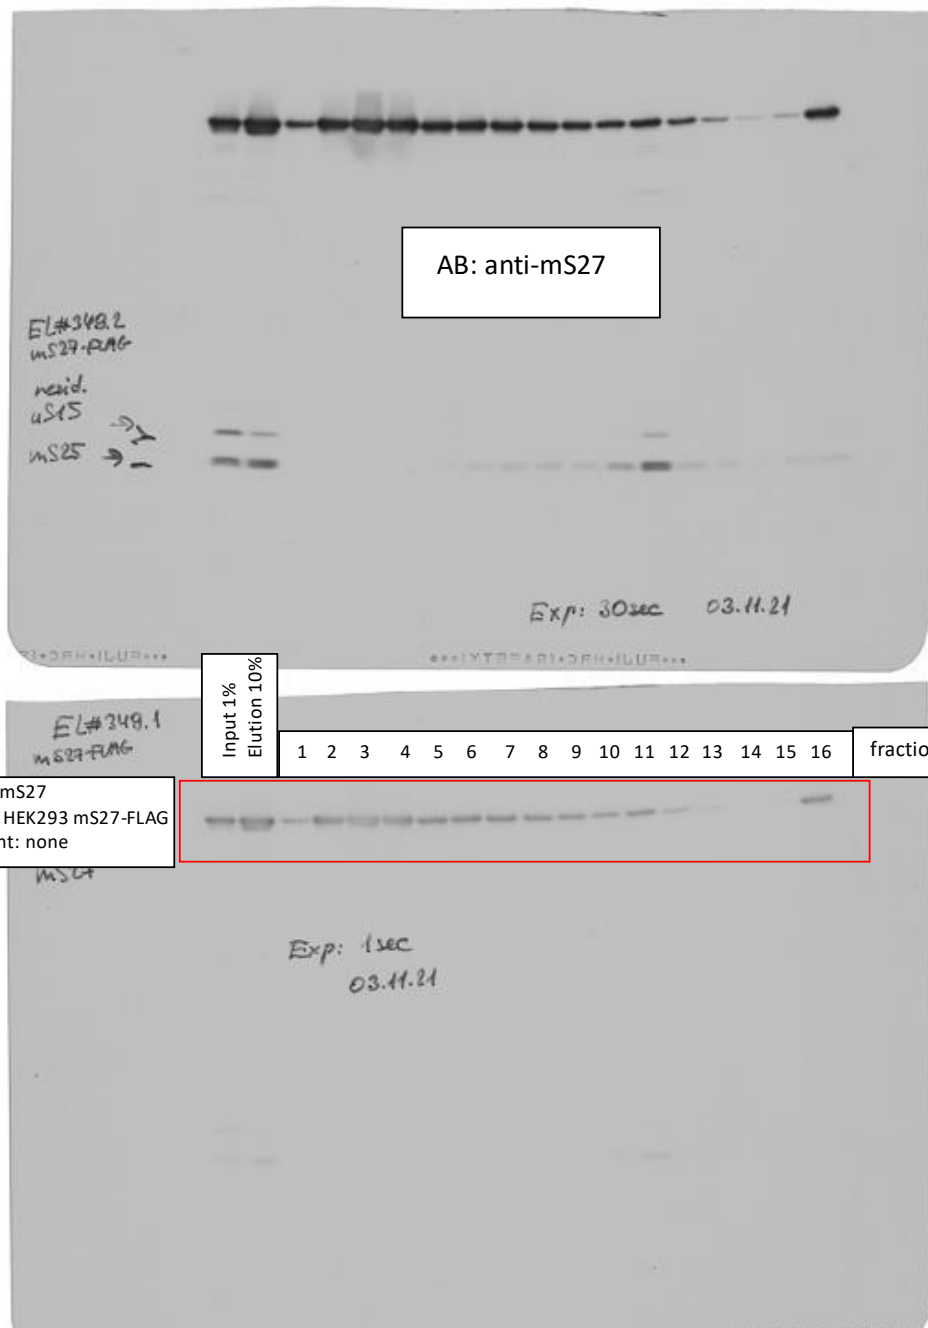 AB: anti-mS27
EL#348.2
mS27-FLAG
resid.
uS15
mS25
Exp: 30sec 03.11.21
Input 1%
Elution 10%
EL#349.1
mS27-FLAG
1 2 3 4 5 6 7 8 9 10 11 12 13 14 15 16 fractio
mS27
HEK293 mS27-FLAG
nt: none
mS27
Exp: 1sec
03.11.21